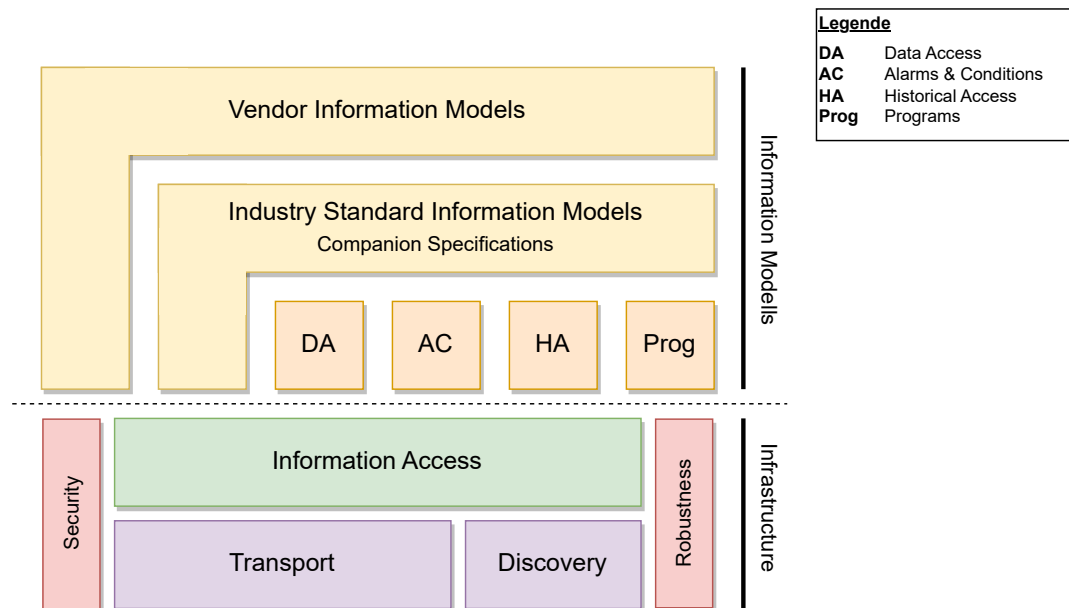 Legende
DA Data Access
AC Alarms & Conditions
HA Historical Access
Prog Programs
Vendor Information Models
Industry Standard Information Models
Companion Specifications
DA AC HA Prog
Information Modells
Security
Information Access
Transport Discovery
Robustness
Infrastructure